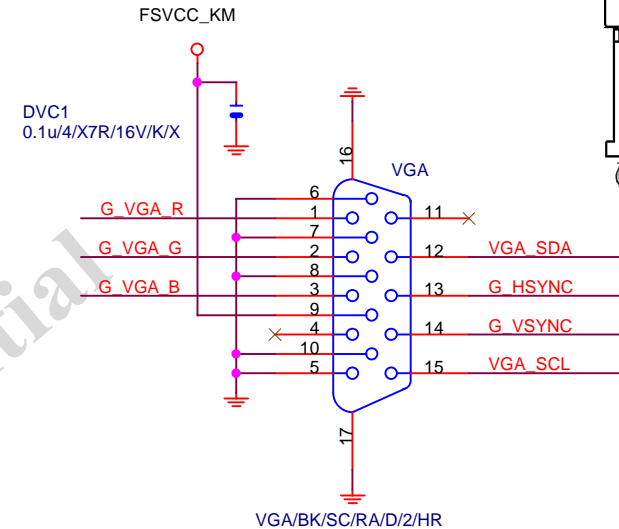 FSVCC_KM
DVC1
0.1u/4/X7R/16V/K/X
16
VGA
6
G_VGA_R 1 11
7
G_VGA_G 2 12 VGA_SDA
8
G_VGA_B 3 13 G_HSYNC
9
4 14 G_VSYNC
10
5 15 VGA_SCL
17
VGA/BK/SC/RA/D/2/HR
tial